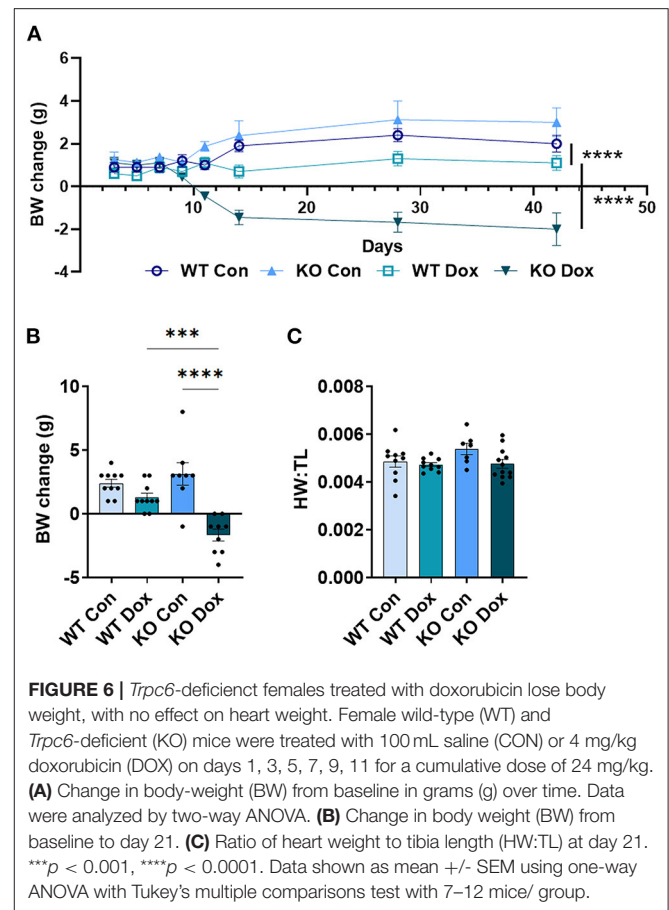 A
BW change (g)
6
4
2
0
-2
-4
10
20
30
40
50
Days
****
****
WT Con KO Con WT Dox KO Dox
B
***
****
BW change (g)
10
5
0
-5
WT Con
WT Dox
KO Con
KO Dox
C
HW:TL
0.008
0.006
0.004
0.002
0.000
WT Con
WT Dox
KO Con
KO Dox
FIGURE 6 | Trpc6-deficienct females treated with doxorubicin lose body
weight, with no effect on heart weight. Female wild-type (WT) and
Trpc6-deficient (KO) mice were treated with 100 mL saline (CON) or 4 mg/kg
doxorubicin (DOX) on days 1, 3, 5, 7, 9, 11 for a cumulative dose of 24 mg/kg.
(A) Change in body-weight (BW) from baseline in grams (g) over time. Data
were analyzed by two-way ANOVA. (B) Change in body weight (BW) from
baseline to day 21. (C) Ratio of heart weight to tibia length (HW:TL) at day 21.
***p < 0.001, ****p < 0.0001. Data shown as mean +/- SEM using one-way
ANOVA with Tukey's multiple comparisons test with 7–12 mice/ group.